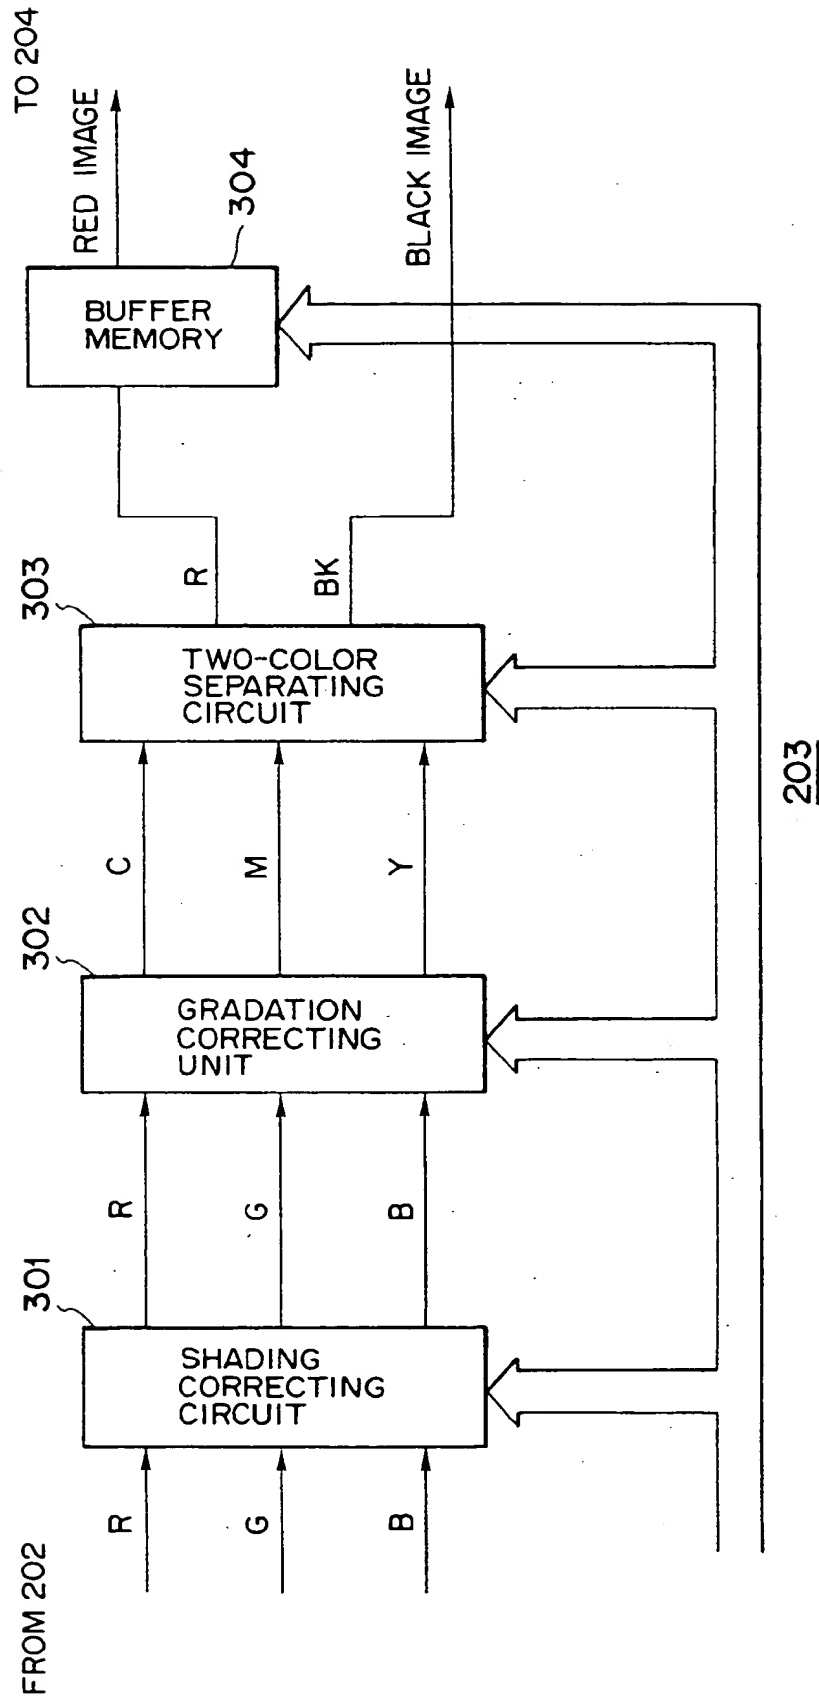 FROM 202
R
G
B
SHADING
CORRECTING
CIRCUIT
301
R
G
B
GRADATION
CORRECTING
UNIT
302
C
M
Y
TWO-COLOR
SEPARATING
CIRCUIT
303
R
BK
BUFFER
MEMORY
304
RED IMAGE
BLACK IMAGE
TO 204
203